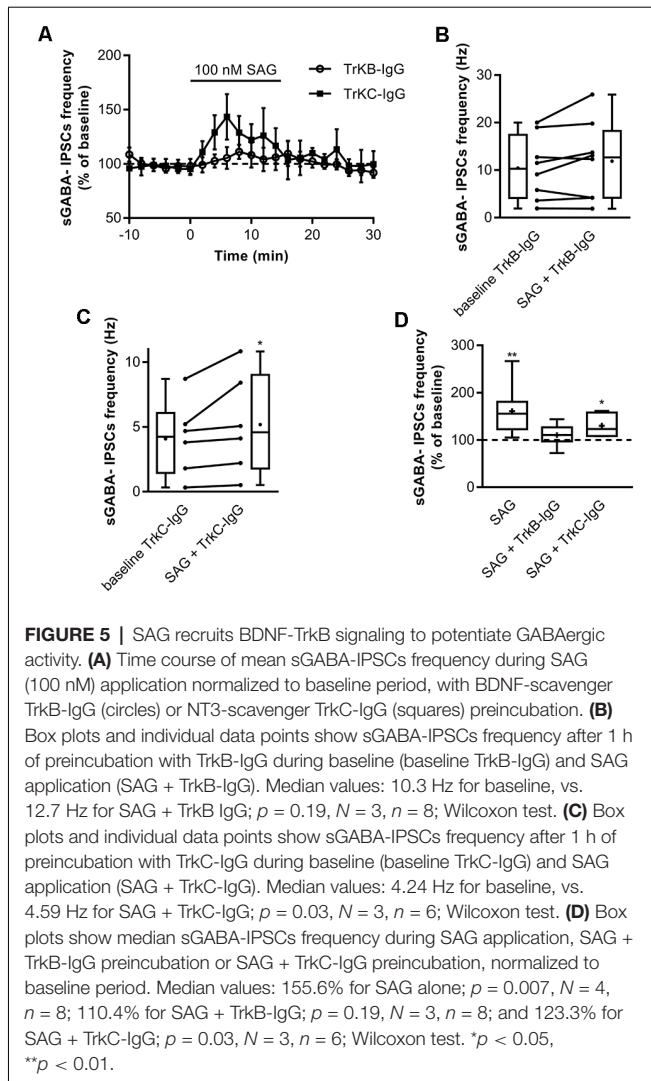 A
sGABA- IPSCs frequency
(% of baseline)
200
150
100
50
100 nM SAG
TrKB-IgG
TrKC-IgG
-10
0
10
20
30
Time (min)
B
sGABA- IPSCs frequency (Hz)
30
20
10
0
baseline TrkB-IgG
SAG + TrkB-IgG
C
sGABA- IPSCs frequency (Hz)
10
5
0
*
baseline TrkC-IgG
SAG + TrkC-IgG
D
sGABA- IPSCs frequency
(% of baseline)
300
200
100
0
**
*
SAG
SAG + TrkB-IgG
SAG + TrkC-IgG
FIGURE 5 | SAG recruits BDNF-TrkB signaling to potentiate GABAergic
activity. (A) Time course of mean sGABA-IPSCs frequency during SAG
(100 nM) application normalized to baseline period, with BDNF-scavenger
TrkB-IgG (circles) or NT3-scavenger TrkC-IgG (squares) preincubation. (B)
Box plots and individual data points show sGABA-IPSCs frequency after 1 h
of preincubation with TrkB-IgG during baseline (baseline TrkB-IgG) and SAG
application (SAG + TrkB-IgG). Median values: 10.3 Hz for baseline, vs.
12.7 Hz for SAG + TrkB IgG; p = 0.19, N = 3, n = 8; Wilcoxon test. (C) Box
plots and individual data points show sGABA-IPSCs frequency after 1 h of
preincubation with TrkC-IgG during baseline (baseline TrkC-IgG) and SAG
application (SAG + TrkC-IgG). Median values: 4.24 Hz for baseline, vs.
4.59 Hz for SAG + TrkC-IgG; p = 0.03, N = 3, n = 6; Wilcoxon test. (D) Box
plots show median sGABA-IPSCs frequency during SAG application, SAG +
TrkB-IgG preincubation or SAG + TrkC-IgG preincubation, normalized to
baseline period. Median values: 155.6% for SAG alone; p = 0.007, N = 4,
n = 8; 110.4% for SAG + TrkB-IgG; p = 0.19, N = 3, n = 8; and 123.3% for
SAG + TrkC-IgG; p = 0.03, N = 3, n = 6; Wilcoxon test. *p < 0.05,
**p < 0.01.